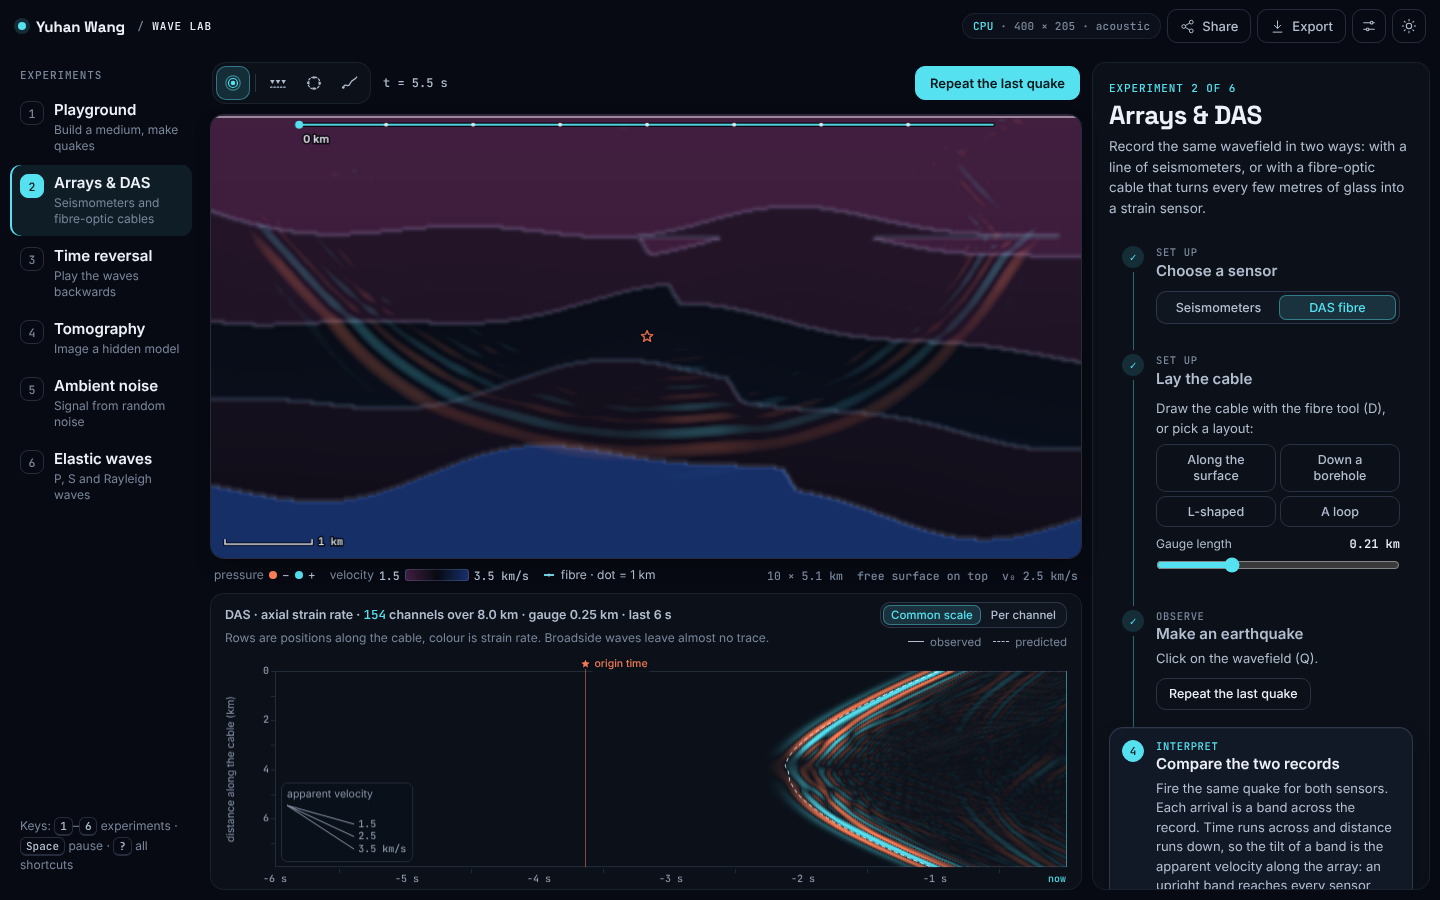 Yuhan Wang / WAVE LAB
CPU · 400 × 205 · acoustic
Share
Export
EXPERIMENTS
1
Playground
Build a medium, make
quakes
2
Arrays & DAS
Seismometers and
fibre-optic cables
3
Time reversal
Play the waves
backwards
4
Tomography
Image a hidden model
5
Ambient noise
Signal from random
noise
6
Elastic waves
P, S and Rayleigh
waves
Keys: 1–6 experiments ·
Space pause · ? all
shortcuts
t = 5.5 s
Repeat the last quake
0 km
1 km
pressure − + velocity 1.5 3.5 km/s fibre · dot = 1 km
10 × 5.1 km free surface on top v₀ 2.5 km/s
DAS · axial strain rate · 154 channels over 8.0 km · gauge 0.25 km · last 6 s
Common scale
Per channel
Rows are positions along the cable, colour is strain rate. Broadside waves leave almost no trace.
observed predicted
origin time
distance along the cable (km)
0
2
4
6
apparent velocity
1.5
2.5
3.5 km/s
-6 s -5 s -4 s -3 s -2 s -1 s now
EXPERIMENT 2 OF 6
Arrays & DAS
Record the same wavefield in two ways: with a
line of seismometers, or with a fibre-optic
cable that turns every few metres of glass into
a strain sensor.
✓
SET UP
Choose a sensor
Seismometers
DAS fibre
✓
SET UP
Lay the cable
Draw the cable with the fibre tool (D),
or pick a layout:
Along the
surface
Down a
borehole
L-shaped
A loop
Gauge length 0.21 km
✓
OBSERVE
Make an earthquake
Click on the wavefield (Q).
Repeat the last quake
4
INTERPRET
Compare the two records
Fire the same quake for both sensors.
Each arrival is a band across the
record. Time runs across and distance
runs down, so the tilt of a band is the
apparent velocity along the array: an
upright band reaches every sensor